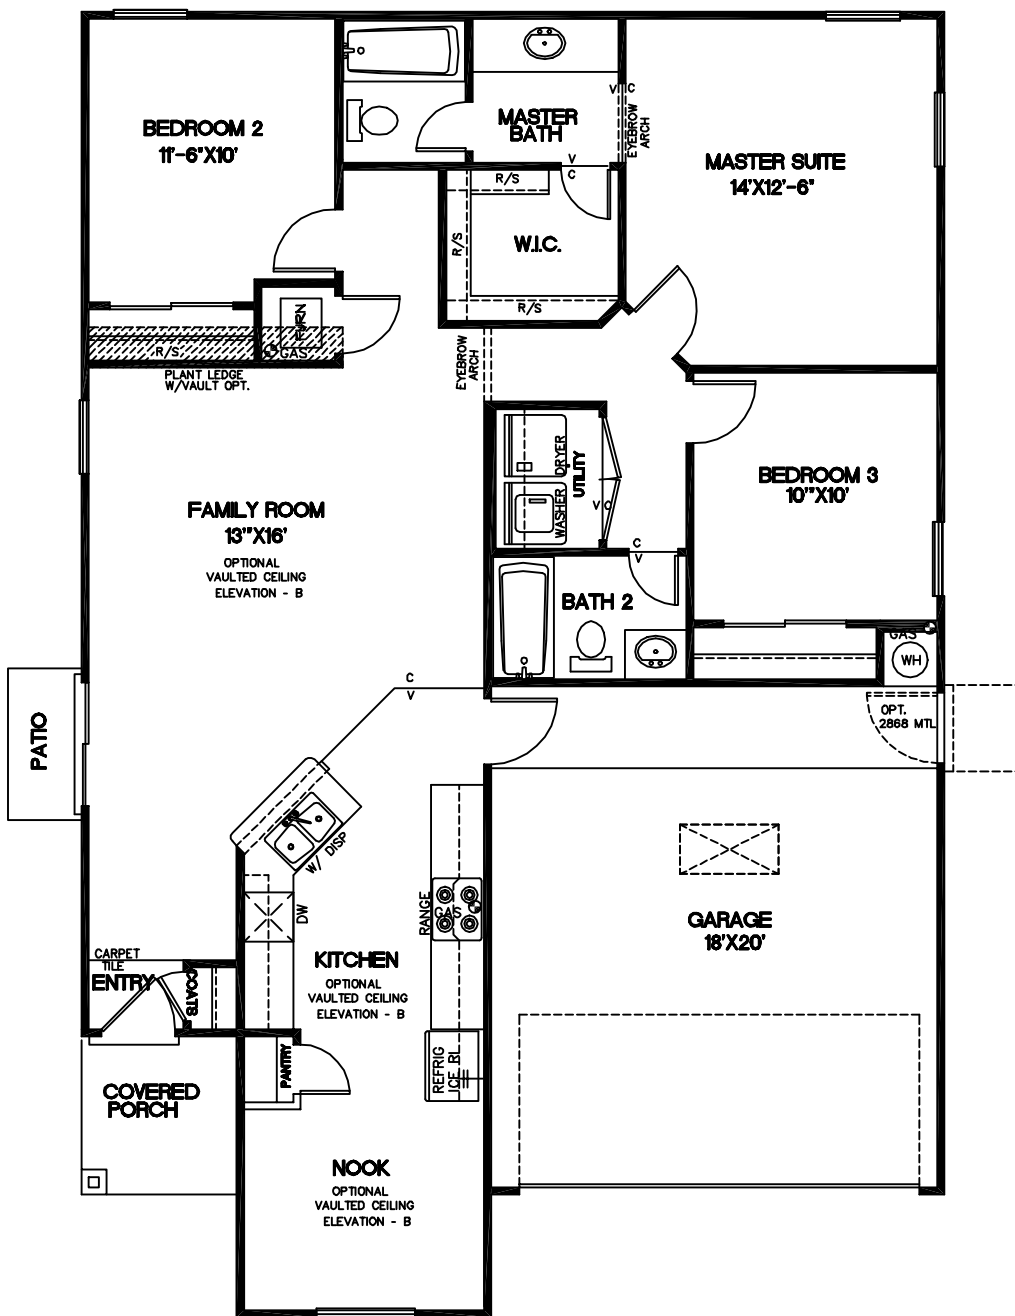 BEDROOM 2
11'-6"X10'
MASTER
BATH
V C
EYEBROW
ARCH
MASTER SUITE
14'X12'-6"
V
C
R/S
R/S
W.I.C.
R/S
FURN
GAS
R/S
PLANT LEDGE
W/VAULT OPT.
EYEBROW
ARCH
DRYER
WASHER
UTILITY
V C
BEDROOM 3
10'"X10'
FAMILY ROOM
13'"X16'
OPTIONAL
VAULTED CEILING
ELEVATION - B
C
V
BATH 2
GAS
WH
OPT.
2868 MTL
C
V
PATIO
W/ DISP
DW
RANGE
GAS
GARAGE
18'X20'
KITCHEN
OPTIONAL
VAULTED CEILING
ELEVATION - B
CARPET
TILE
ENTRY
COATS
PANTRY
REFRIG
ICE BL
COVERED
PORCH
NOOK
OPTIONAL
VAULTED CEILING
ELEVATION - B